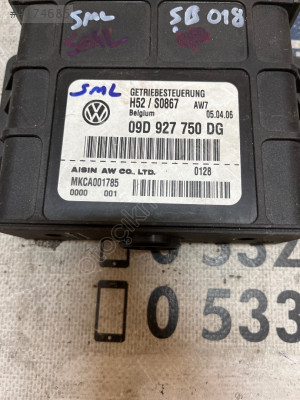 SML
SB 018
SML
GETRIEBESTEUERUNG
H52 / S0867 AW7
Belgium 05.04.06
09D 927 750 DG
AISIN AW CO., LTD. 0128
MKCA001785
0000 001
0 532
0 533